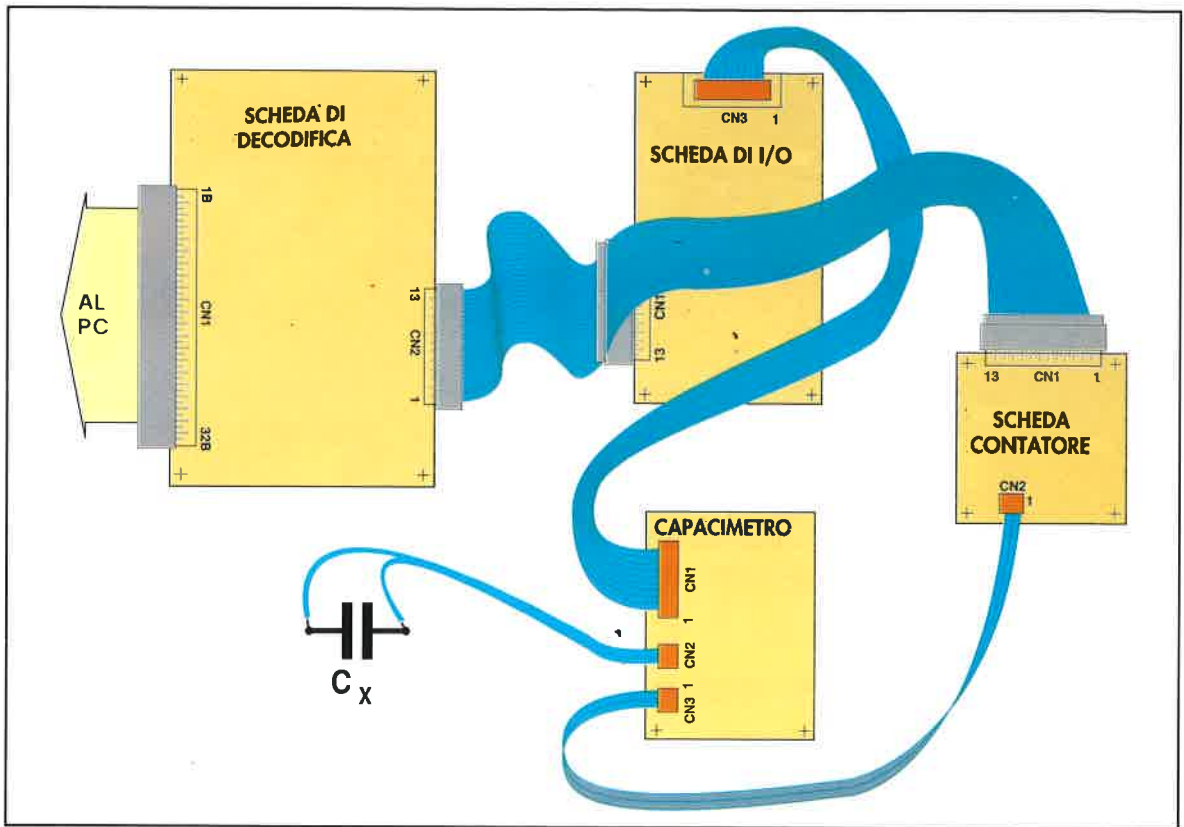 SCHEDA DI
DECODIFICA
1B
CN1
32B
AL
PC
13
CN2
1
CN3 1
SCHEDA DI I/O
CN1
13
13 CN1 1
SCHEDA
CONTATORE
CN2
1
CAPACIMETRO
CN1
1
CN2
1
CN3
C X